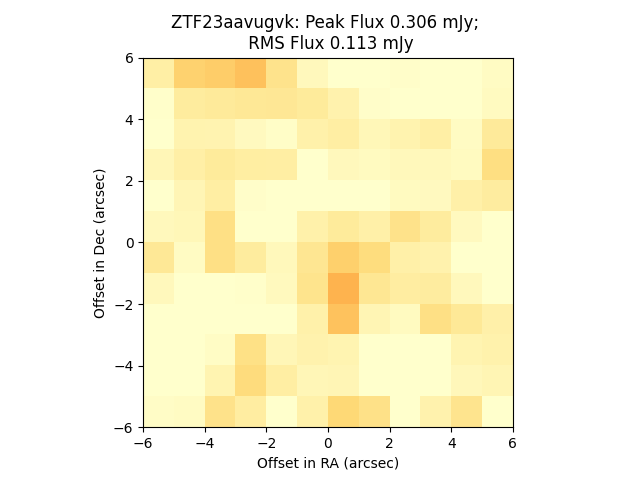 ZTF23aavugvk: Peak Flux 0.306 mJy;
RMS Flux 0.113 mJy
6
4
2
0
−2
−4
−6
Offset in Dec (arcsec)
−6 −4 −2 0 2 4 6
Offset in RA (arcsec)